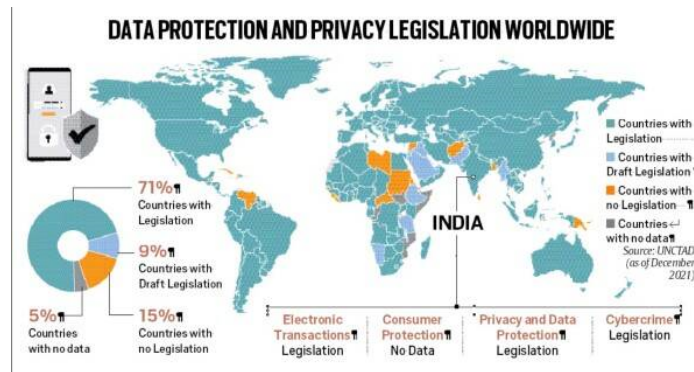 DATA PROTECTION AND PRIVACY LEGISLATION WORLDWIDE
Countries with
Legislation
Countries with
Draft Legislation
Countries with
no Legislation ¶
Countries ↵
with no data¶
Source: UNCTAD
(as of December
2021)
71%¶
Countries with
Legislation
9%¶
Countries with
Draft Legislation
15%¶
Countries with
no Legislation
5%¶
Countries
with no data
INDIA
Electronic
Transactions¶
Legislation
Consumer
Protection¶
No Data
Privacy and Data
Protection¶
Legislation
Cybercrime¶
Legislation